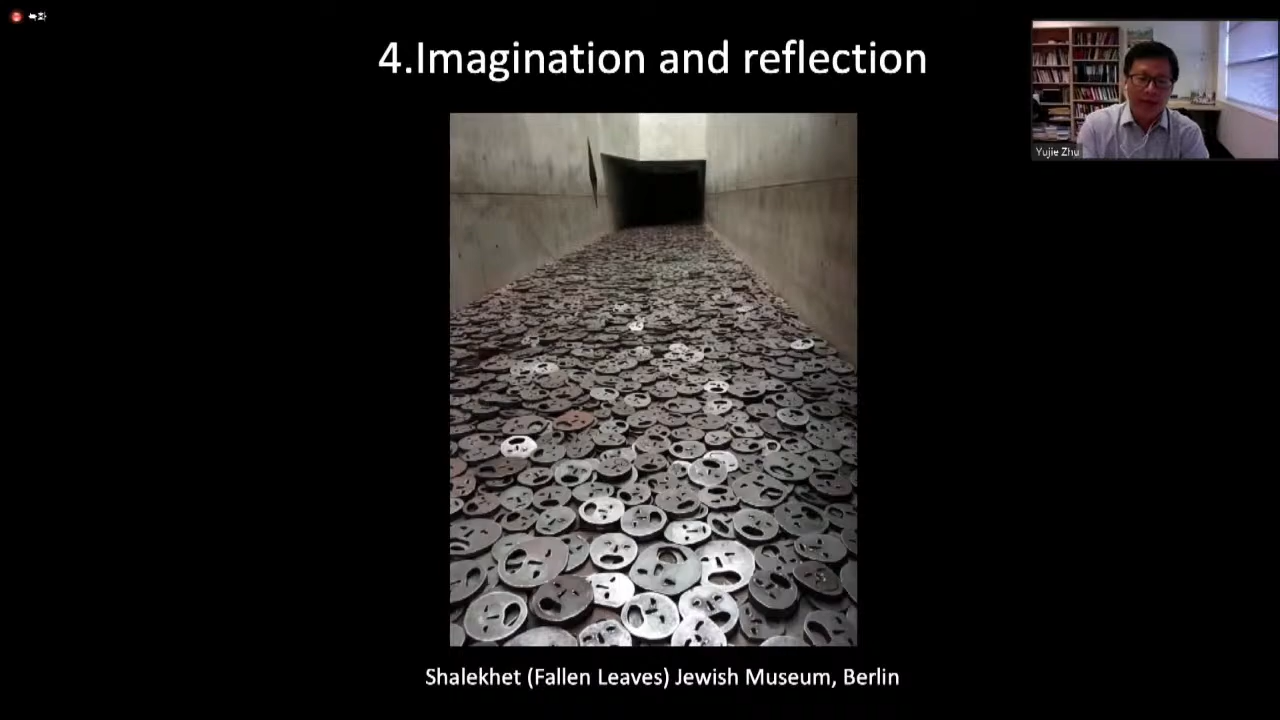 4.Imagination and reflection
Yujie Zhu
Shalekhet (Fallen Leaves) Jewish Museum, Berlin